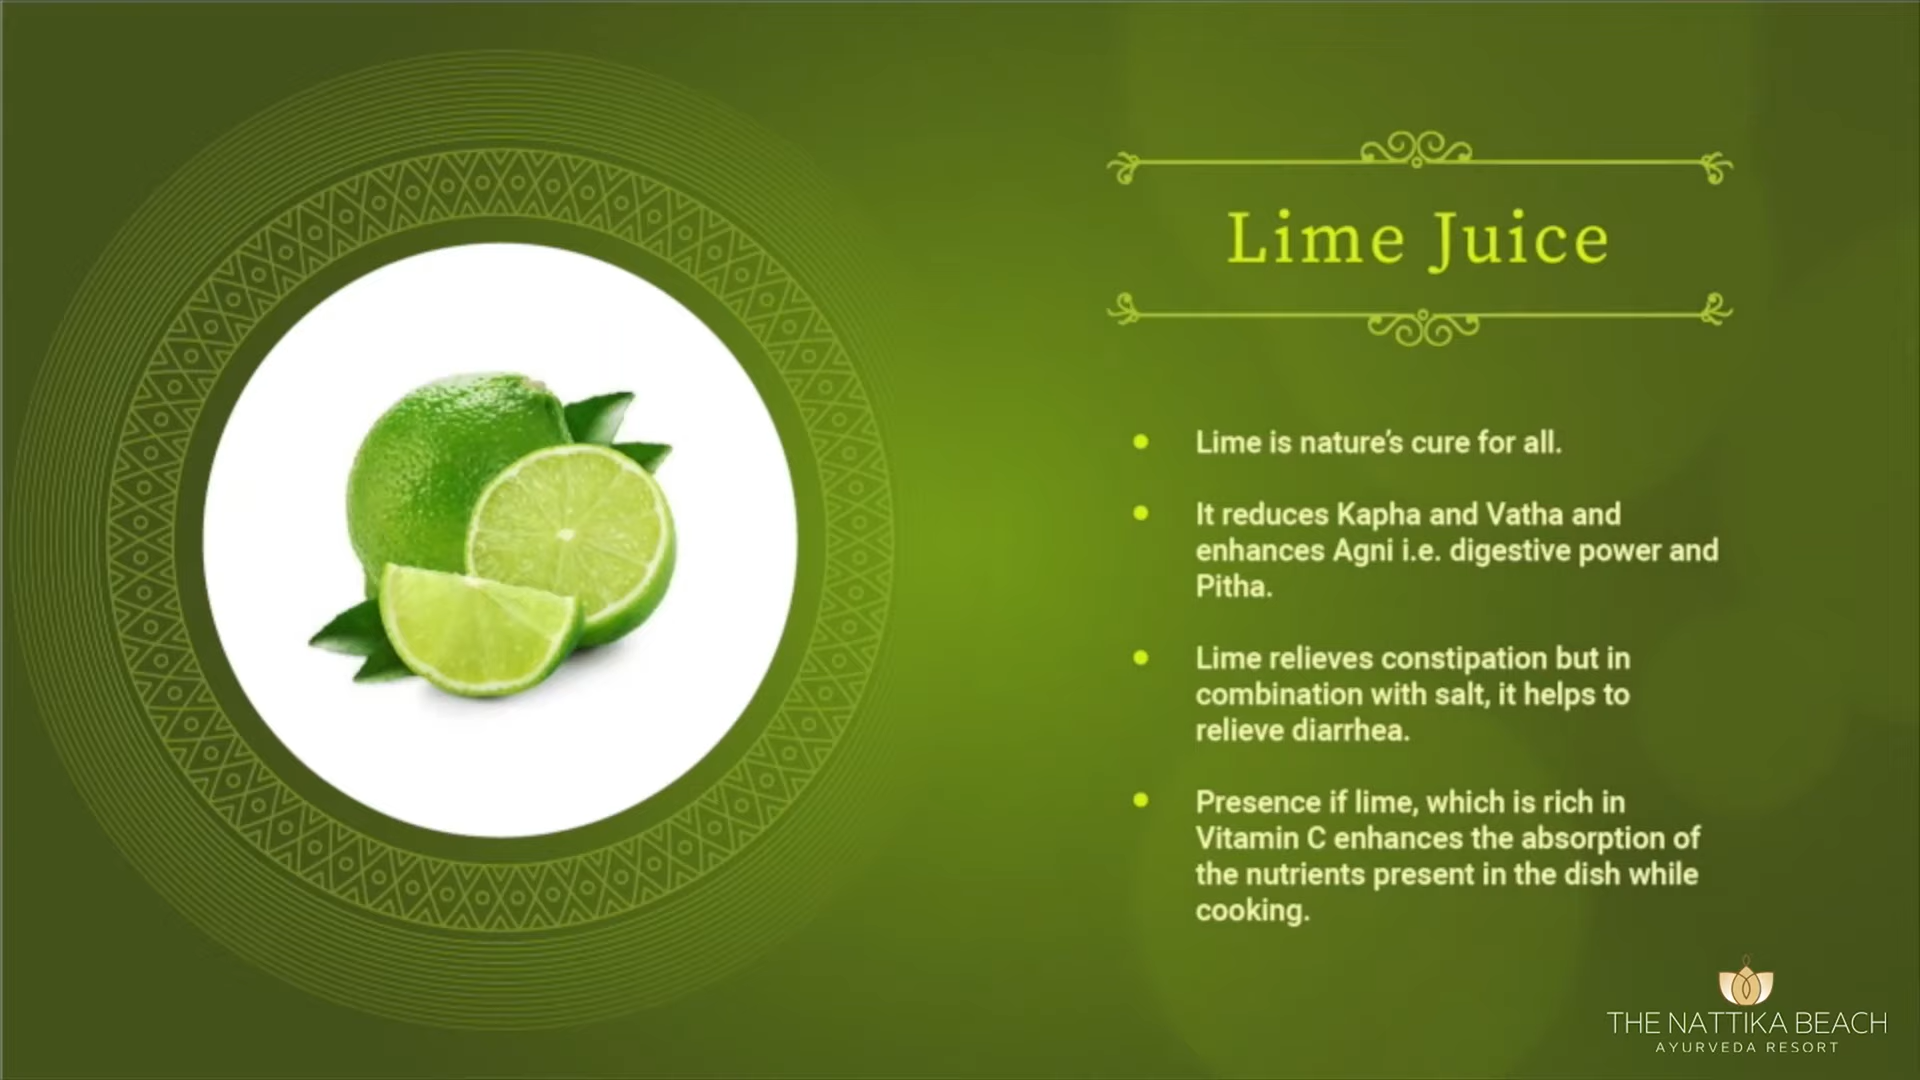 Lime Juice
Lime is nature's cure for all.
It reduces Kapha and Vatha and
enhances Agni i.e. digestive power and
Pitha.
Lime relieves constipation but in
combination with salt, it helps to
relieve diarrhea.
Presence if lime, which is rich in
Vitamin C enhances the absorption of
the nutrients present in the dish while
cooking.
THE NATTIKA BEACH
AYURVEDA RESORT